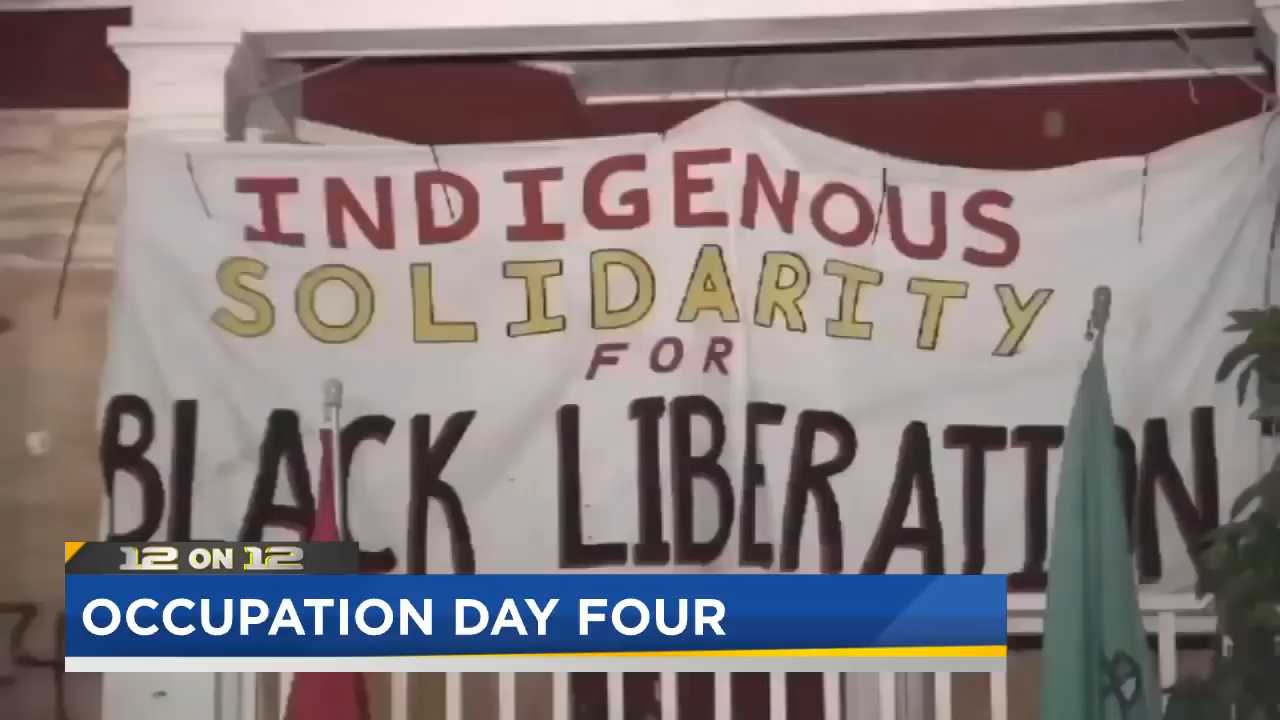 INDIGENOUS
SOLIDARITY
FOR
BLACK LIBERATION
12 ON 12
OCCUPATION DAY FOUR